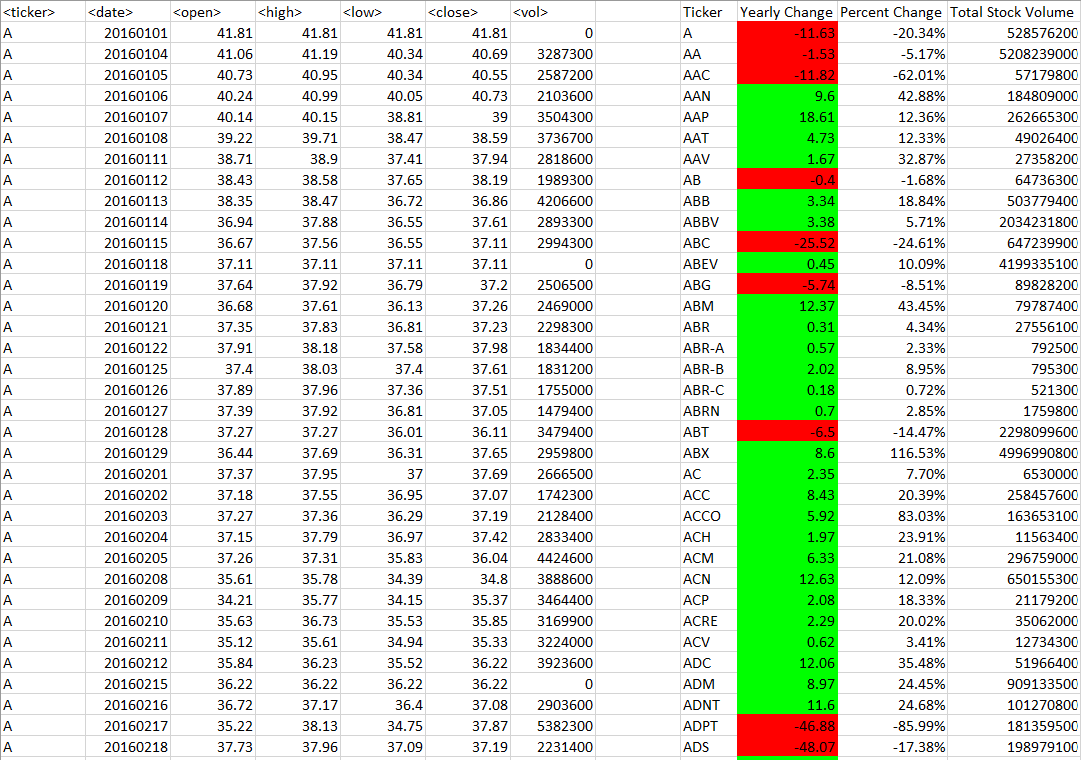 <ticker> <date> <open> <high> <low> <close> <vol> Ticker Yearly Change Percent Change Total Stock Volume
A 20160101 41.81 41.81 41.81 41.81 0 A -11.63 -20.34% 528576200
A 20160104 41.06 41.19 40.34 40.69 3287300 AA -1.53 -5.17% 5208239000
A 20160105 40.73 40.95 40.34 40.55 2587200 AAC -11.82 -62.01% 57179800
A 20160106 40.24 40.99 40.05 40.73 2103600 AAN 9.6 42.88% 184809000
A 20160107 40.14 40.15 38.81 39 3504300 AAP 18.61 12.36% 262665300
A 20160108 39.22 39.71 38.47 38.59 3736700 AAT 4.73 12.33% 49026400
A 20160111 38.71 38.9 37.41 37.94 2818600 AAV 1.67 32.87% 27358200
A 20160112 38.43 38.58 37.65 38.19 1989300 AB -0.4 -1.68% 64736300
A 20160113 38.35 38.47 36.72 36.86 4206600 ABB 3.34 18.84% 503779400
A 20160114 36.94 37.88 36.55 37.61 2893300 ABBV 3.38 5.71% 2034231800
A 20160115 36.67 37.56 36.55 37.11 2994300 ABC -25.52 -24.61% 647239900
A 20160118 37.11 37.11 37.11 37.11 0 ABEV 0.45 10.09% 4199335100
A 20160119 37.64 37.92 36.79 37.2 2506500 ABG -5.74 -8.51% 89828200
A 20160120 36.68 37.61 36.13 37.26 2469000 ABM 12.37 43.45% 79787400
A 20160121 37.35 37.83 36.81 37.23 2298300 ABR 0.31 4.34% 27556100
A 20160122 37.91 38.18 37.58 37.98 1834400 ABR-A 0.57 2.33% 792500
A 20160125 37.4 38.03 37.4 37.61 1831200 ABR-B 2.02 8.95% 795300
A 20160126 37.89 37.96 37.36 37.51 1755000 ABR-C 0.18 0.72% 521300
A 20160127 37.39 37.92 36.81 37.05 1479400 ABRN 0.7 2.85% 1759800
A 20160128 37.27 37.27 36.01 36.11 3479400 ABT -6.5 -14.47% 2298099600
A 20160129 36.44 37.69 36.31 37.65 2959800 ABX 8.6 116.53% 4996990800
A 20160201 37.37 37.95 37 37.69 2666500 AC 2.35 7.70% 6530000
A 20160202 37.18 37.55 36.95 37.07 1742300 ACC 8.43 20.39% 258457600
A 20160203 37.27 37.36 36.29 37.19 2128400 ACCO 5.92 83.03% 163653100
A 20160204 37.15 37.79 36.97 37.42 2833400 ACH 1.97 23.91% 11563400
A 20160205 37.26 37.31 35.83 36.04 4424600 ACM 6.33 21.08% 296759000
A 20160208 35.61 35.78 34.39 34.8 3888600 ACN 12.63 12.09% 650155300
A 20160209 34.21 35.77 34.15 35.37 3464400 ACP 2.08 18.33% 21179200
A 20160210 35.63 36.73 35.53 35.85 3169900 ACRE 2.29 20.02% 35062000
A 20160211 35.12 35.61 34.94 35.33 3224000 ACV 0.62 3.41% 12734300
A 20160212 35.84 36.23 35.52 36.22 3923600 ADC 12.06 35.48% 51966400
A 20160215 36.22 36.22 36.22 36.22 0 ADM 8.97 24.45% 909133500
A 20160216 36.72 37.17 36.4 37.08 2903600 ADNT 11.6 24.68% 101270800
A 20160217 35.22 38.13 34.75 37.87 5382300 ADPT -46.88 -85.99% 181359500
A 20160218 37.73 37.96 37.09 37.19 2231400 ADS -48.07 -17.38% 198979100